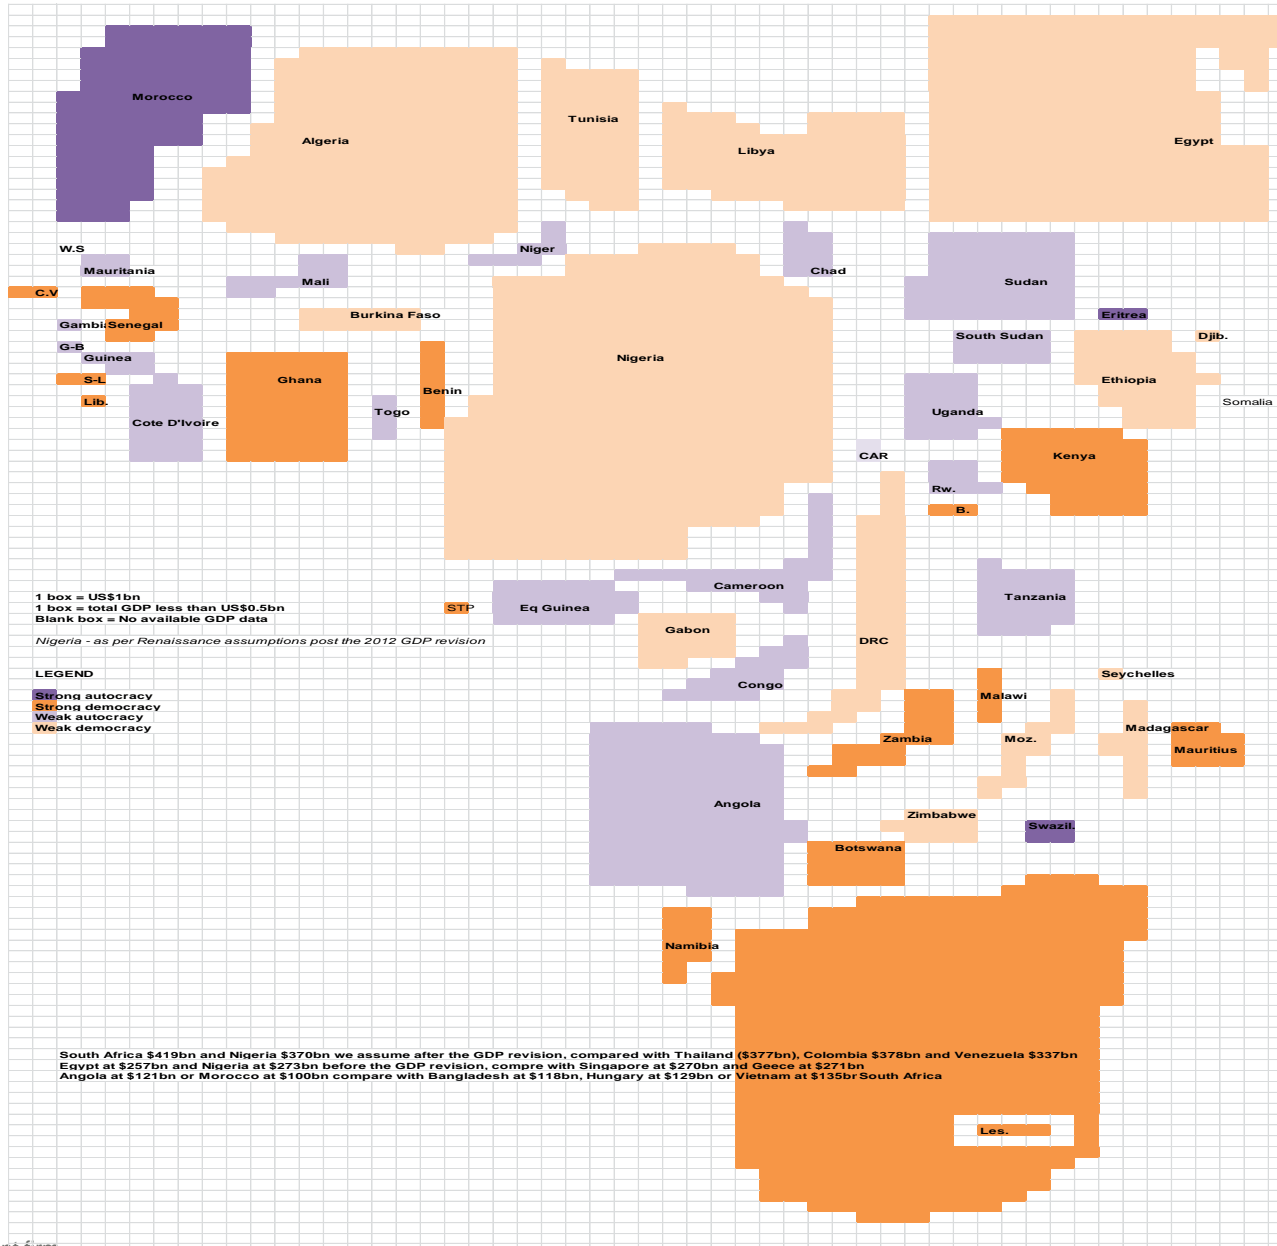 Morocco
Tunisia
Algeria
Libya
Egypt
W.S
Niger
Mauritania
Chad
Mali
Sudan
C.V
Burkina Faso
Eritrea
Gambi
Senegal
South Sudan
Djib.
G-B
Guinea
Nigeria
S-L
Ghana
Ethiopia
Benin
Lib.
Togo
Uganda
Somalia
Cote D'Ivoire
CAR
Kenya
Rw.
B.
Cameroon
1 box = US$1bn
1 box = total GDP less than US$0.5bn
Blank box = No available GDP data
STP
Eq Guinea
Tanzania
Gabon
Nigeria - as per Renaissance assumptions post the 2012 GDP revision
DRC
LEGEND
Seychelles
Congo
Malawi
Strong autocracy
Strong democracy
Weak autocracy
Weak democracy
Madagascar
Zambia
Moz.
Mauritius
Angola
Zimbabwe
Swazil.
Botswana
Namibia
South Africa $419bn and Nigeria $370bn we assume after the GDP revision, compared with Thailand ($377bn), Colombia $378bn and Venezuela $337bn
Egypt at $257bn and Nigeria at $273bn before the GDP revision, compre with Singapore at $270bn and Geece at $271bn
Angola at $121bn or Morocco at $100bn compare with Bangladesh at $118bn, Hungary at $129bn or Vietnam at $135br
South Africa
Les.